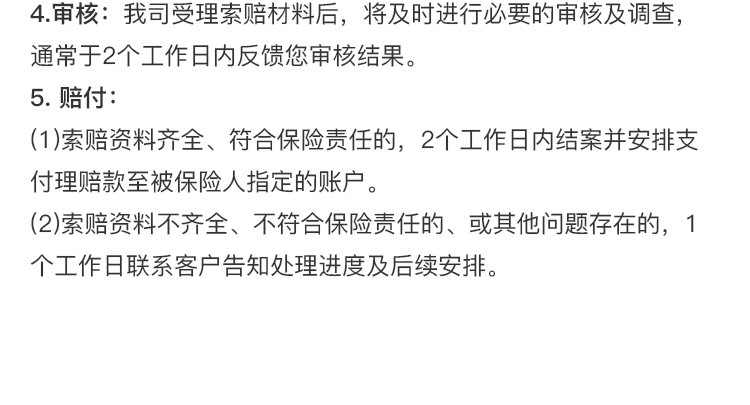 4.审核：我司受理索赔材料后，将及时进行必要的审核及调查，
通常于2个工作日内反馈您审核结果。
5. 赔付：
(1)索赔资料齐全、符合保险责任的，2个工作日内结案并安排支
付理赔款至被保险人指定的账户。
(2)索赔资料不齐全、不符合保险责任的、或其他问题存在的，1
个工作日联系客户告知处理进度及后续安排。